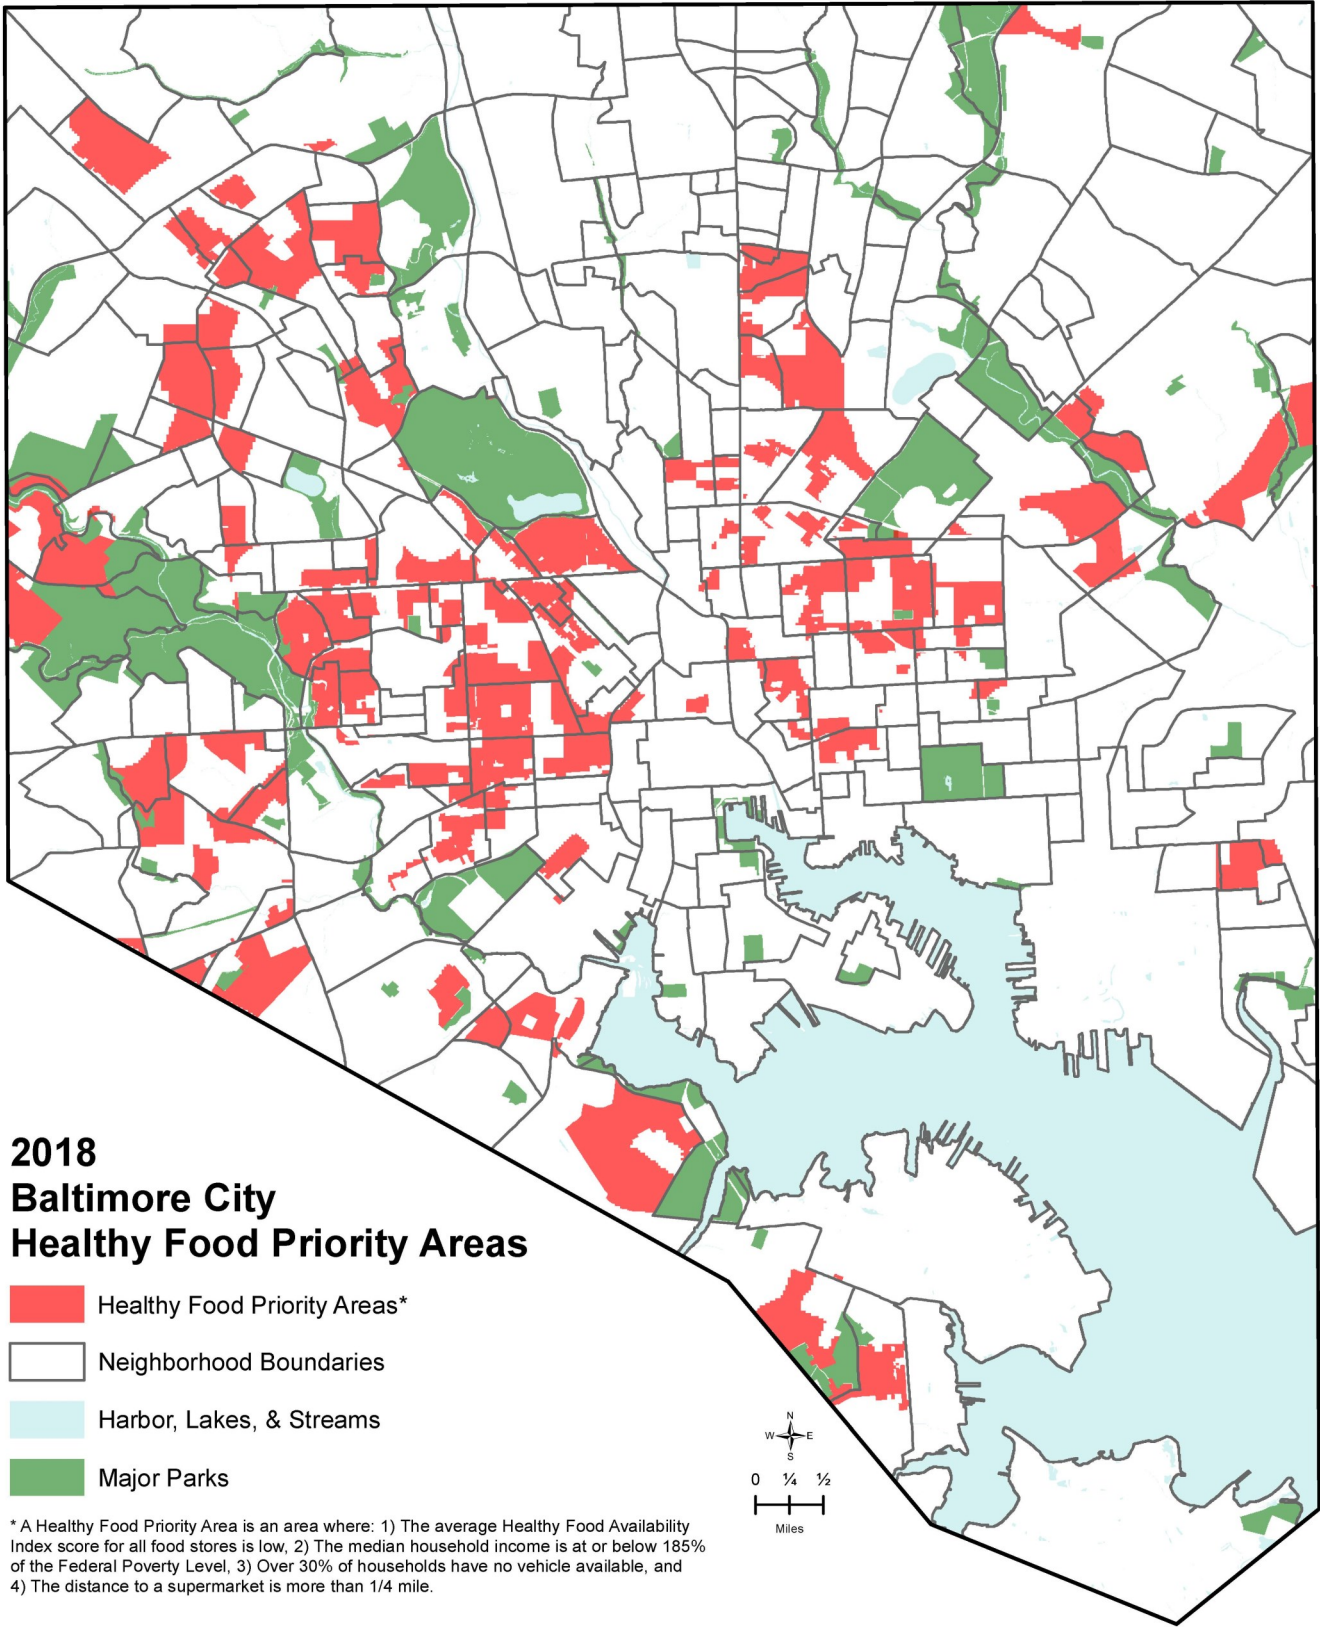 2018
Baltimore City
Healthy Food Priority Areas
Healthy Food Priority Areas*
Neighborhood Boundaries
Harbor, Lakes, & Streams
Major Parks
* A Healthy Food Priority Area is an area where: 1) The average Healthy Food Availability
Index score for all food stores is low, 2) The median household income is at or below 185%
of the Federal Poverty Level, 3) Over 30% of households have no vehicle available, and
4) The distance to a supermarket is more than 1/4 mile.
N
W E
S
0 ¼ ½
Miles